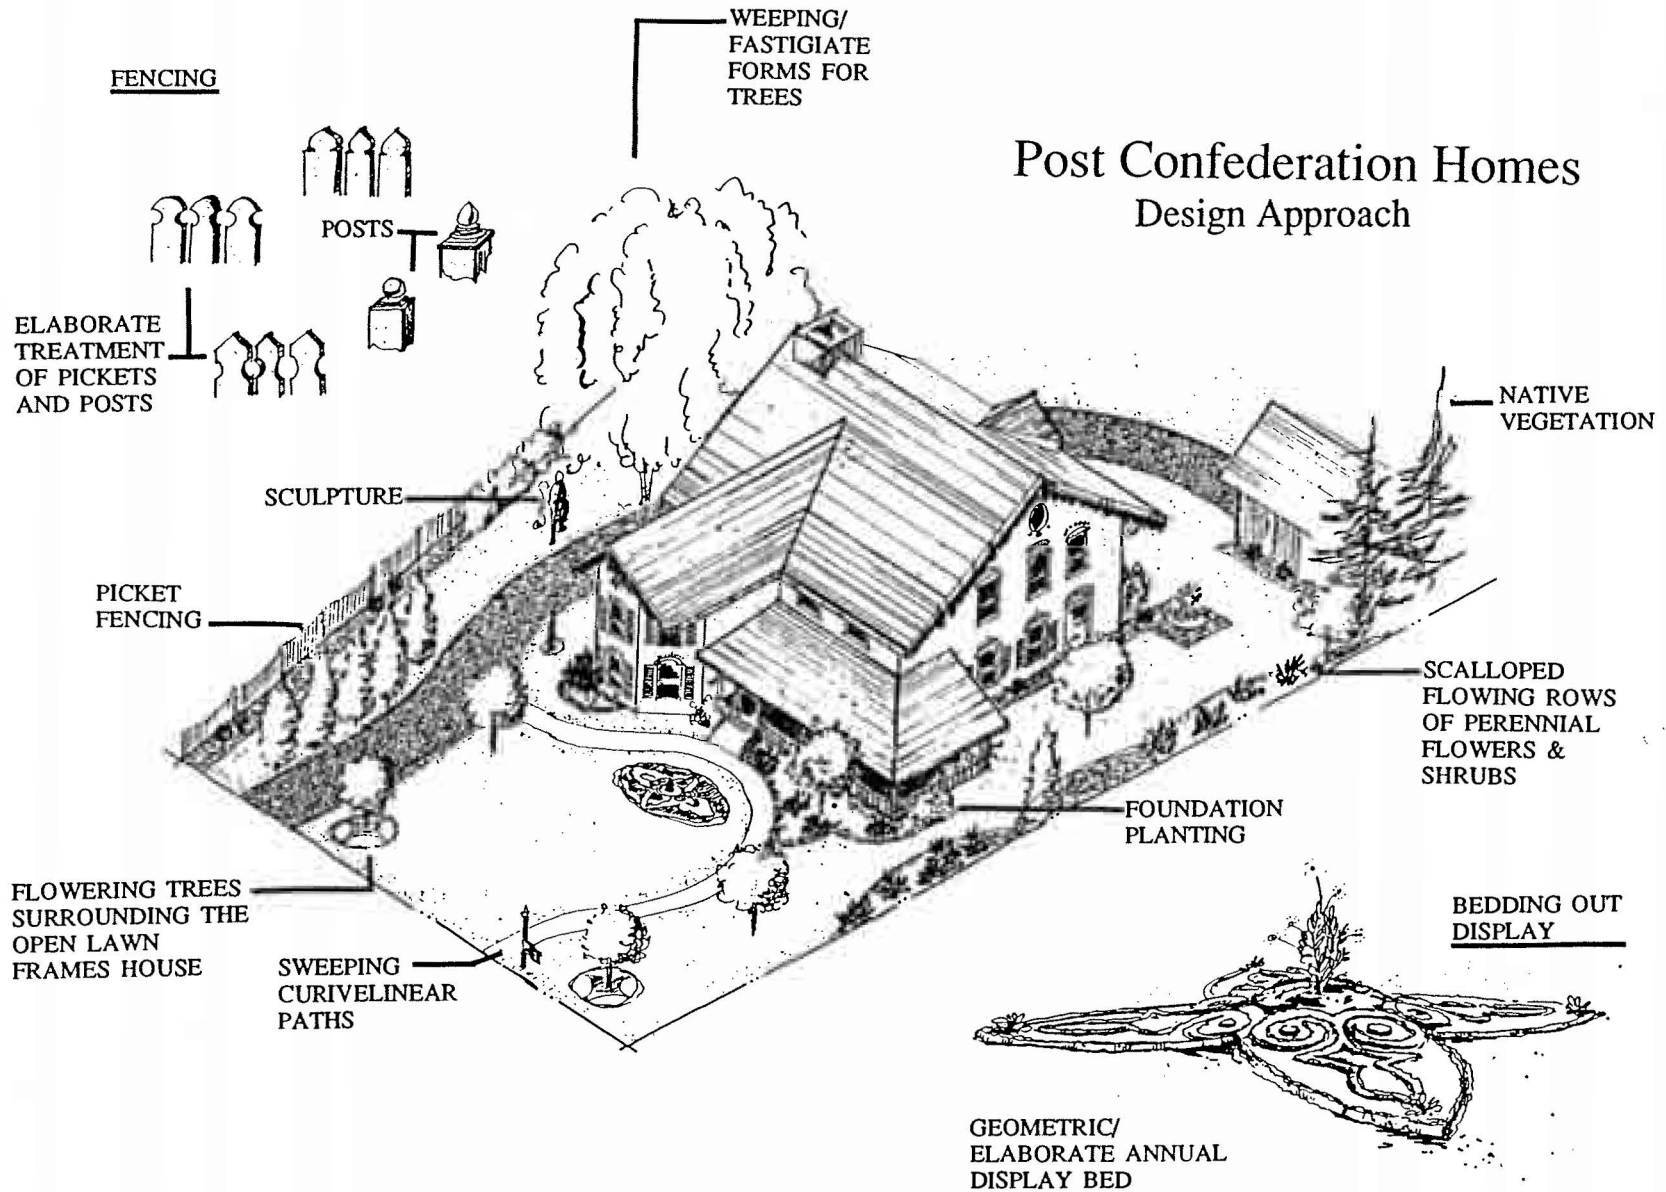 WEEPING/
FASTIGIATE
FORMS FOR
TREES
FENCING
Post Confederation Homes
Design Approach
POSTS
ELABORATE
TREATMENT
OF PICKETS
AND POSTS
NATIVE
VEGETATION
SCULPTURE
PICKET
FENCING
SCALLOPED
FLOWING ROWS
OF PERENNIAL
FLOWERS &
SHRUBS
FOUNDATION
PLANTING
FLOWERING TREES
SURROUNDING THE
OPEN LAWN
FRAMES HOUSE
SWEEPING
CURIVELINEAR
PATHS
BEDDING OUT
DISPLAY
GEOMETRIC/
ELABORATE ANNUAL
DISPLAY BED